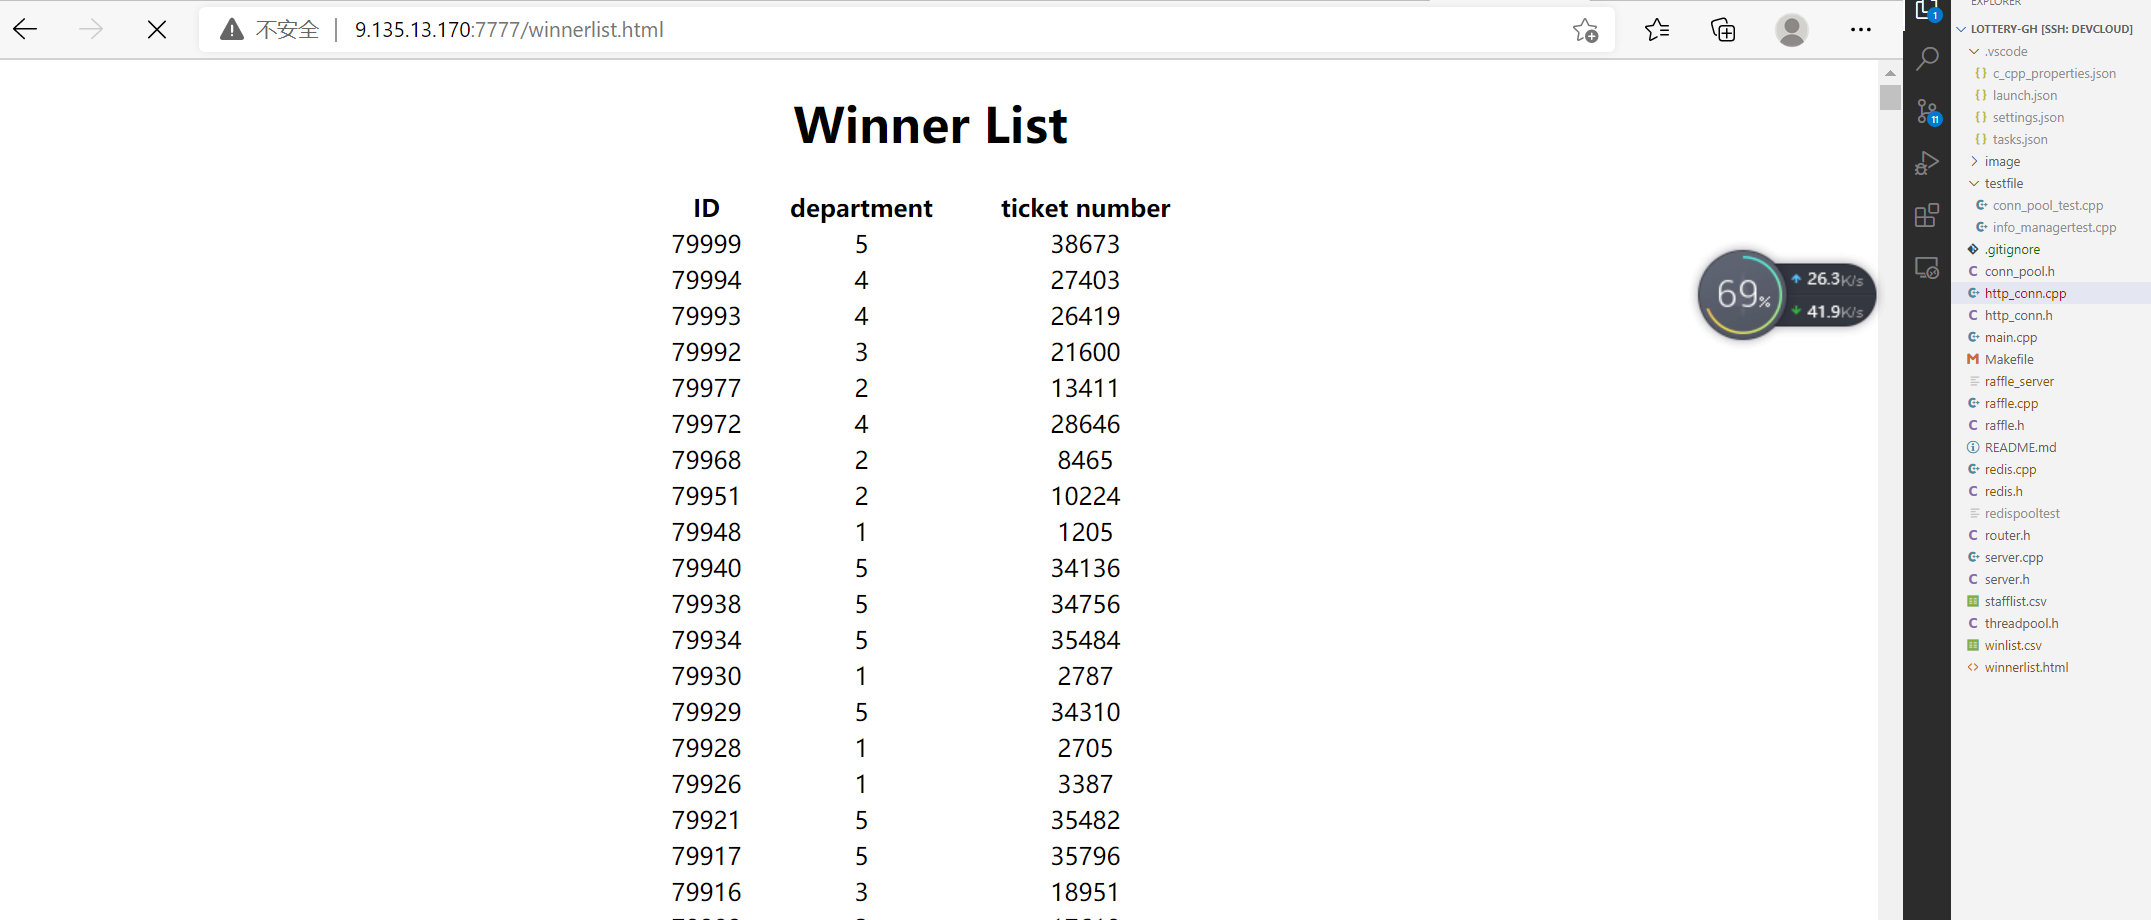 不安全 9.135.13.170:7777/winnerlist.html
Winner List
ID department ticket number
79999 5 38673
79994 4 27403
79993 4 26419
79992 3 21600
79977 2 13411
79972 4 28646
79968 2 8465
79951 2 10224
79948 1 1205
79940 5 34136
79938 5 34756
79934 5 35484
79930 1 2787
79929 5 34310
79928 1 2705
79926 1 3387
79921 5 35482
79917 5 35796
79916 3 18951
69%
26.3K/s
41.9K/s
1
11
EXPLORER
LOTTERY-GH [SSH: DEVCLOUD]
.vscode
{} c_cpp_properties.json
{} launch.json
{} settings.json
{} tasks.json
image
testfile
C+ conn_pool_test.cpp
C+ info_managertest.cpp
.gitignore
C conn_pool.h
C+ http_conn.cpp
C http_conn.h
C+ main.cpp
M Makefile
raffle_server
C+ raffle.cpp
C raffle.h
README.md
C+ redis.cpp
C redis.h
redispooltest
C router.h
C+ server.cpp
C server.h
stafflist.csv
C threadpool.h
winlist.csv
<> winnerlist.html